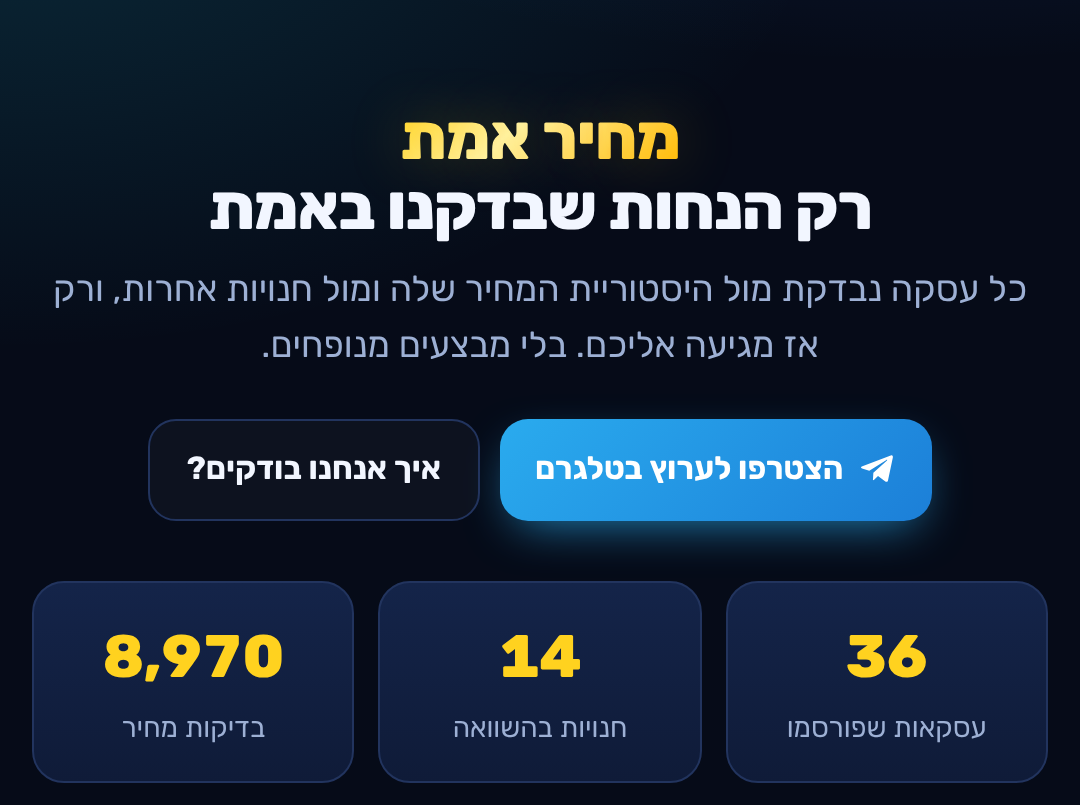 מחיר אמת
רק הנחות שבדקנו באמת
כל עסקה נבדקת מול היסטוריית המחיר שלה ומול חנויות אחרות, ורק
אז מגיעה אליכם. בלי מבצעים מנופחים.
הצטרפו לערוץ בטלגרם
איך אנחנו בודקים?
36
עסקאות שפורסמו
14
חנויות בהשוואה
8,970
בדיקות מחיר